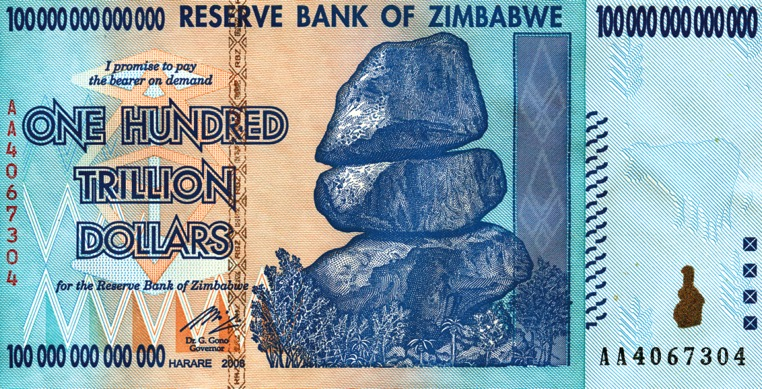 100 000 000 000 000
RESERVE BANK OF ZIMBABWE
100 000 000 000 000
I promise to pay
the bearer on demand
ONE HUNDRED
TRILLION
DOLLARS
for the Reserve Bank of Zimbabwe
Dr. G. Gono
Governor
100 000 000 000 000
HARARE 2008
AA4067304
AA4067304
RBZ